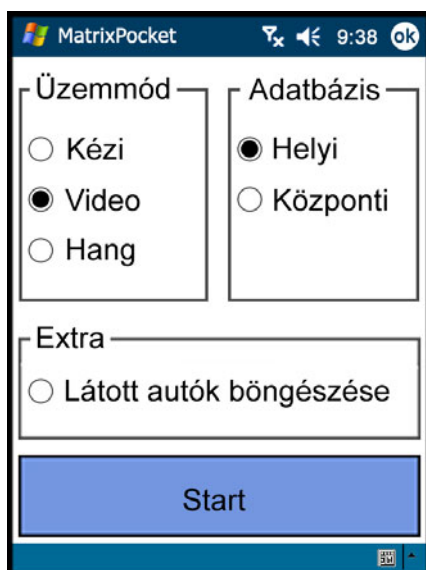 MatrixPocket 9:38 ok
Üzemmód
Kézi
Video
Hang
Adatbázis
Helyi
Központi
Extra
Látott autók böngészése
Start